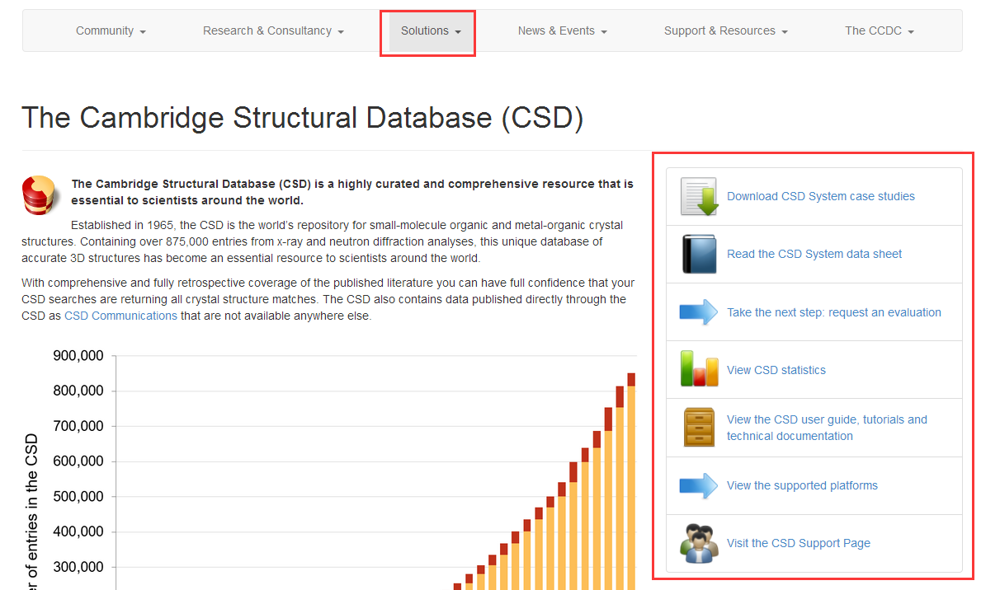 Community
Research & Consultancy
Solutions
News & Events
Support & Resources
The CCDC
The Cambridge Structural Database (CSD)
The Cambridge Structural Database (CSD) is a highly curated and comprehensive resource that is
essential to scientists around the world.
Established in 1965, the CSD is the world's repository for small-molecule organic and metal-organic crystal
structures. Containing over 875,000 entries from x-ray and neutron diffraction analyses, this unique database of
accurate 3D structures has become an essential resource to scientists around the world.
With comprehensive and fully retrospective coverage of the published literature you can have full confidence that your
CSD searches are returning all crystal structure matches. The CSD also contains data published directly through the
CSD as CSD Communications that are not available anywhere else.
900,000
800,000
700,000
600,000
500,000
400,000
300,000
er of entries in the CSD
Download CSD System case studies
Read the CSD System data sheet
Take the next step: request an evaluation
View CSD statistics
View the CSD user guide, tutorials and
technical documentation
View the supported platforms
Visit the CSD Support Page